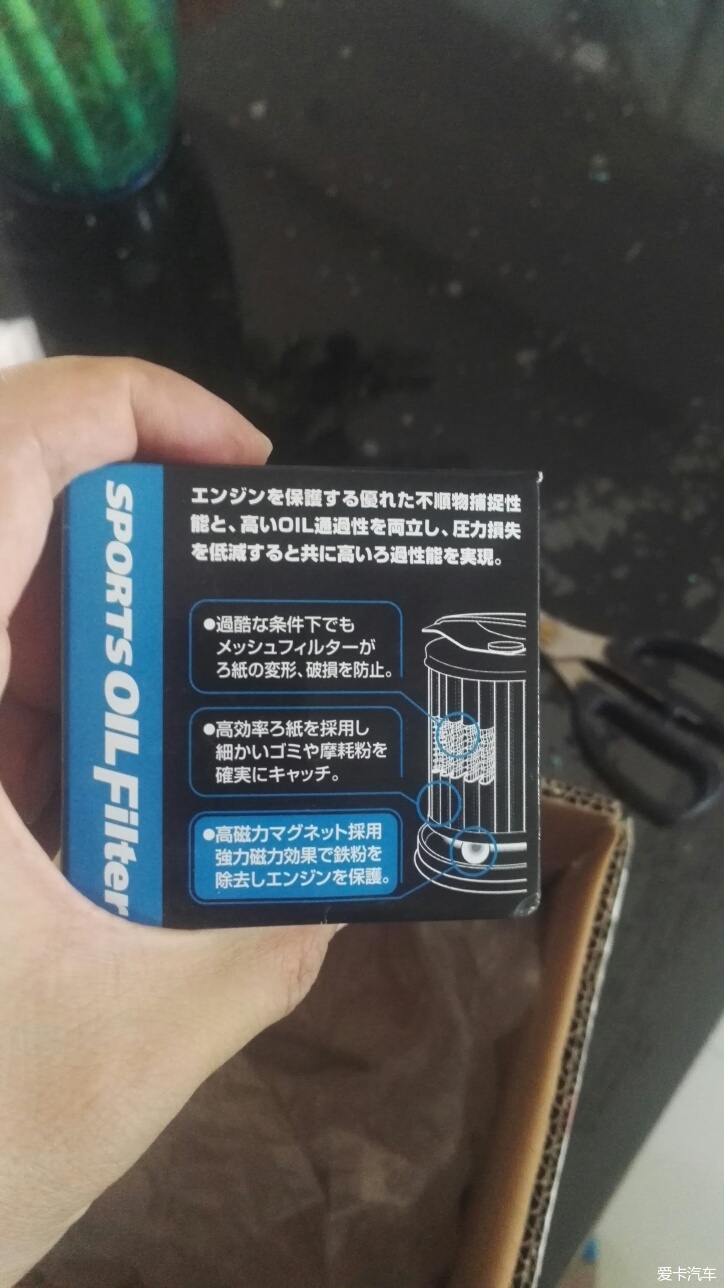 SPORTS OIL Filter
エンジンを保護する優れた不順物捕捉性
能と、高いOIL通過性を両立し、圧力損失
を低減すると共に高いろ過性能を実現。
●過酷な条件下でも
メッシュフィルターが
ろ紙の変形、破損を防止。
●高効率ろ紙を採用し
細かいゴミや摩耗粉を
確実にキャッチ。
●高磁力マグネット採用
強力磁力効果で鉄粉を
除去しエンジンを保護。
爱卡汽车